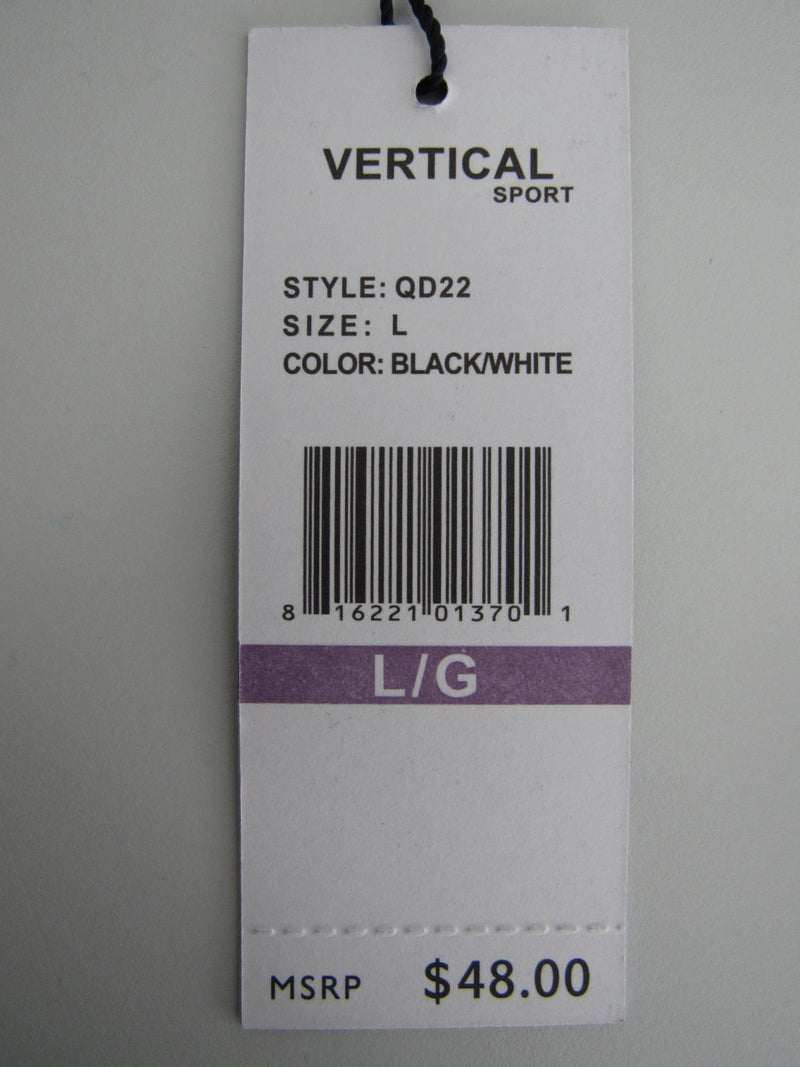 VERTICAL
SPORT
STYLE: QD22
SIZE: L
COLOR: BLACK/WHITE
8 16221 01370 1
L/G
MSRP $48.00